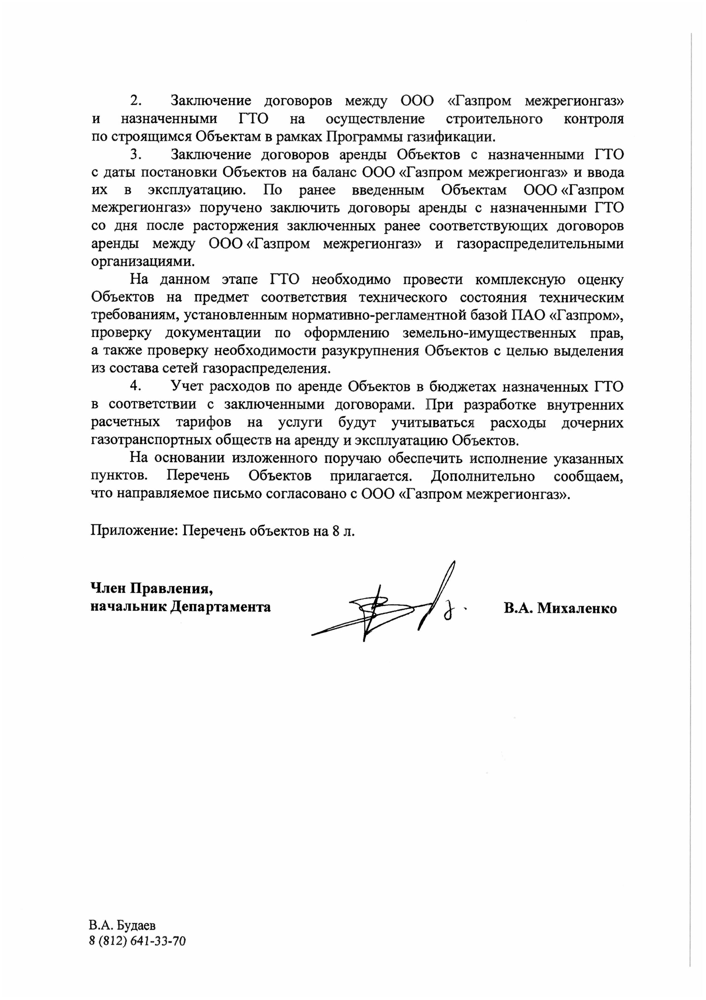 2. Заключение договоров между ООО «Газпром межрегионгаз»
и назначенными ГТО на осуществление строительного контроля
по строящимся Объектам в рамках Программы газификации.
3. Заключение договоров аренды Объектов с назначенными ГТО
с даты постановки Объектов на баланс ООО «Газпром межрегионгаз» и ввода
их в эксплуатацию. По ранее введенным Объектам ООО «Газпром
межрегионгаз» поручено заключить договоры аренды с назначенными ГТО
со дня после расторжения заключенных ранее соответствующих договоров
аренды между ООО «Газпром межрегионгаз» и газораспределительными
организациями.
На данном этапе ГТО необходимо провести комплексную оценку
Объектов на предмет соответствия технического состояния техническим
требованиям, установленным нормативно-регламентной базой ПАО «Газпром»,
проверку документации по оформлению земельно-имущественных прав,
а также проверку необходимости разукрупнения Объектов с целью выделения
из состава сетей газораспределения.
4. Учет расходов по аренде Объектов в бюджетах назначенных ГТО
в соответствии с заключенными договорами. При разработке внутренних
расчетных тарифов на услуги будут учитываться расходы дочерних
газотранспортных обществ на аренду и эксплуатацию Объектов.
На основании изложенного поручаю обеспечить исполнение указанных
пунктов. Перечень Объектов прилагается. Дополнительно сообщаем,
что направляемое письмо согласовано с ООО «Газпром межрегионгаз».
Приложение: Перечень объектов на 8 л.
Член Правления,
начальник Департамента
В.А. Михаленко
В.А. Будаев
8 (812) 641-33-70